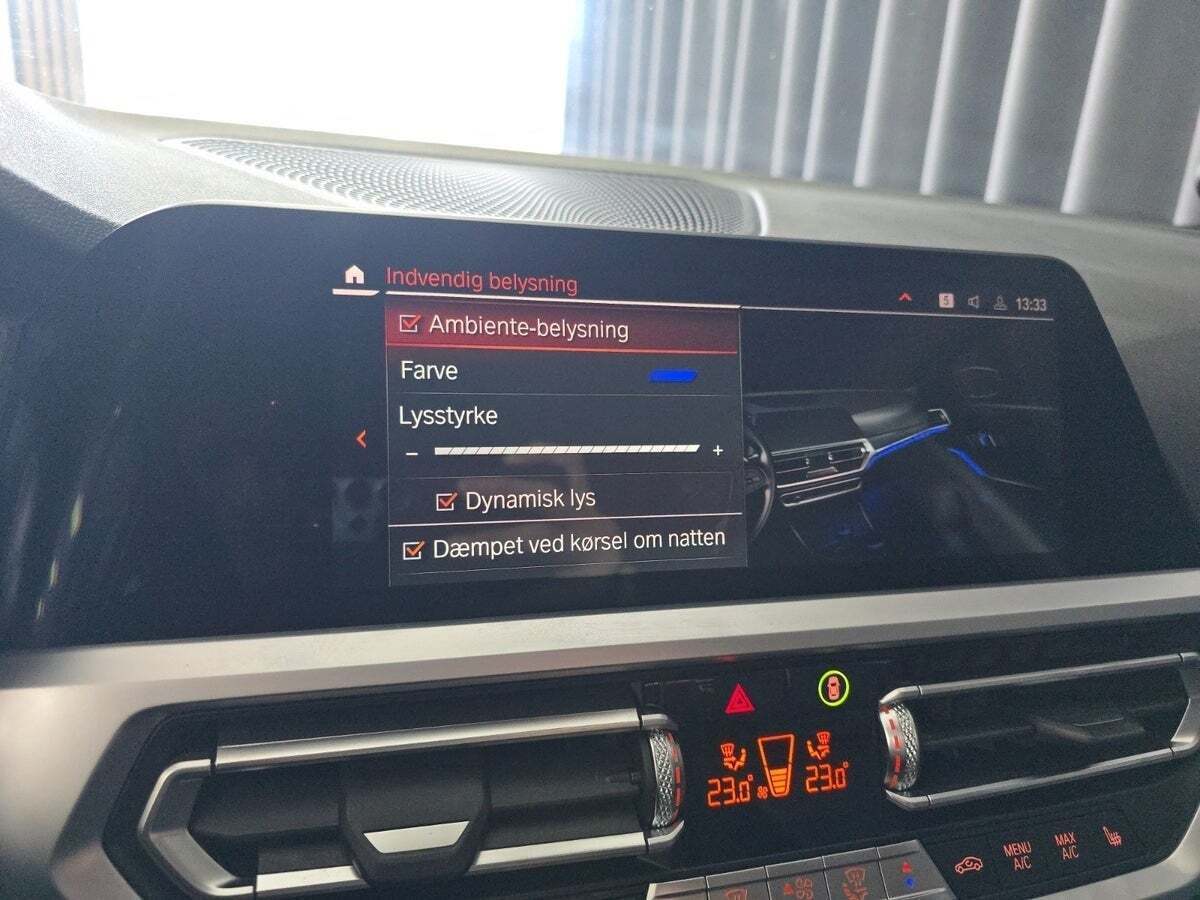 Indvendig belysning
5 13:33
Ambiente-belysning
Farve
Lysstyrke
– +
Dynamisk lys
Dæmpet ved kørsel om natten
23.0° 23.0°
MENU A/C
MAX A/C